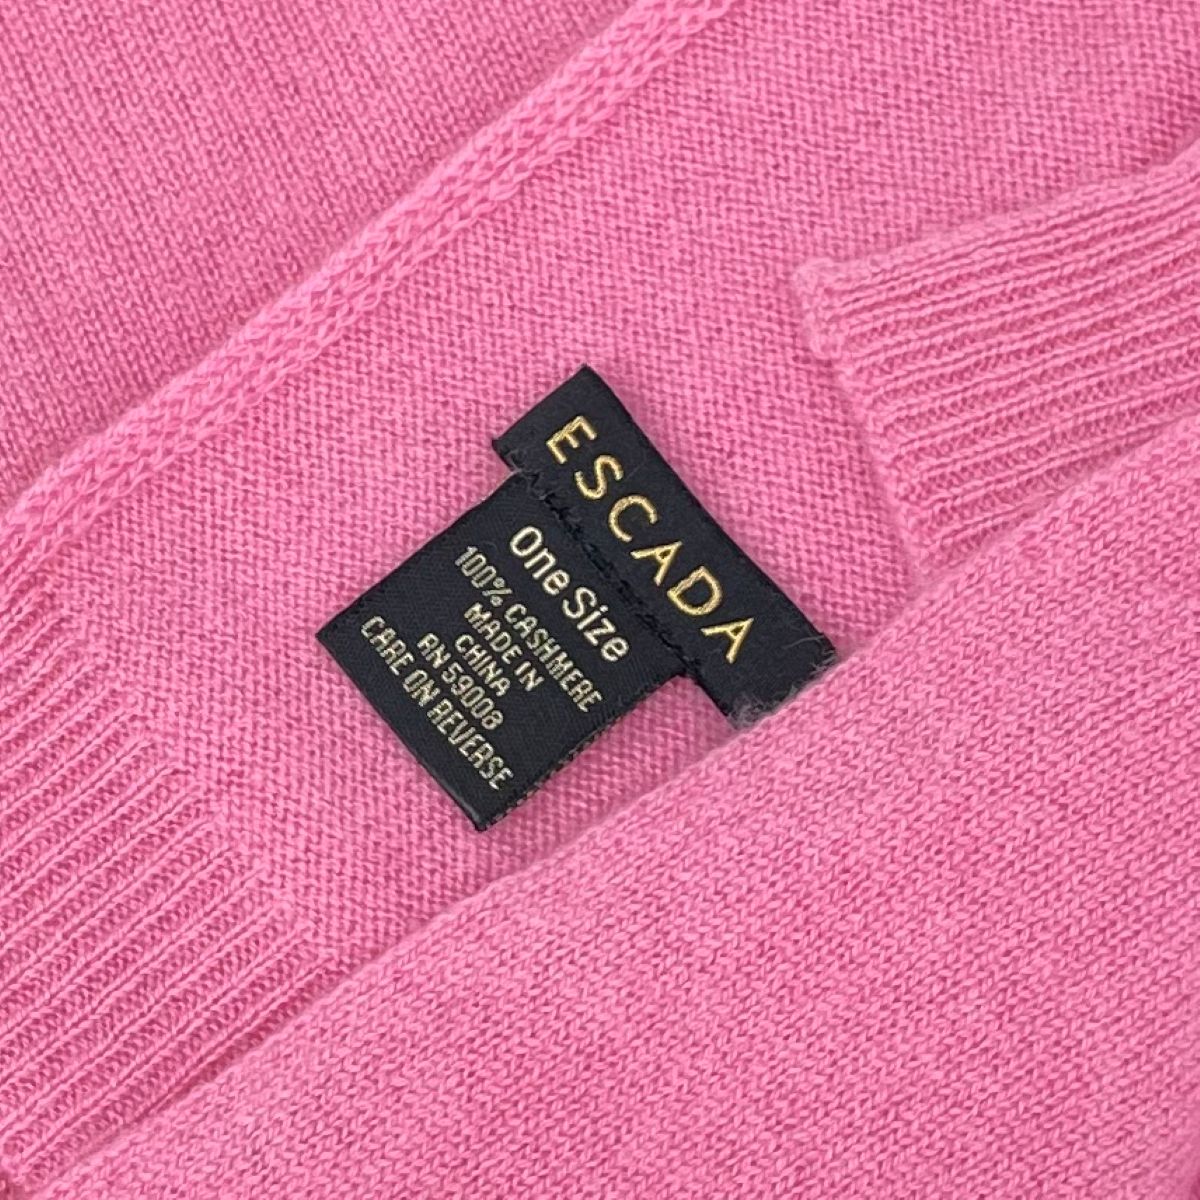 ESCADA
One Size
100% CASHMERE
MADE IN
CHINA
RN 59008
CARE ON REVERSE